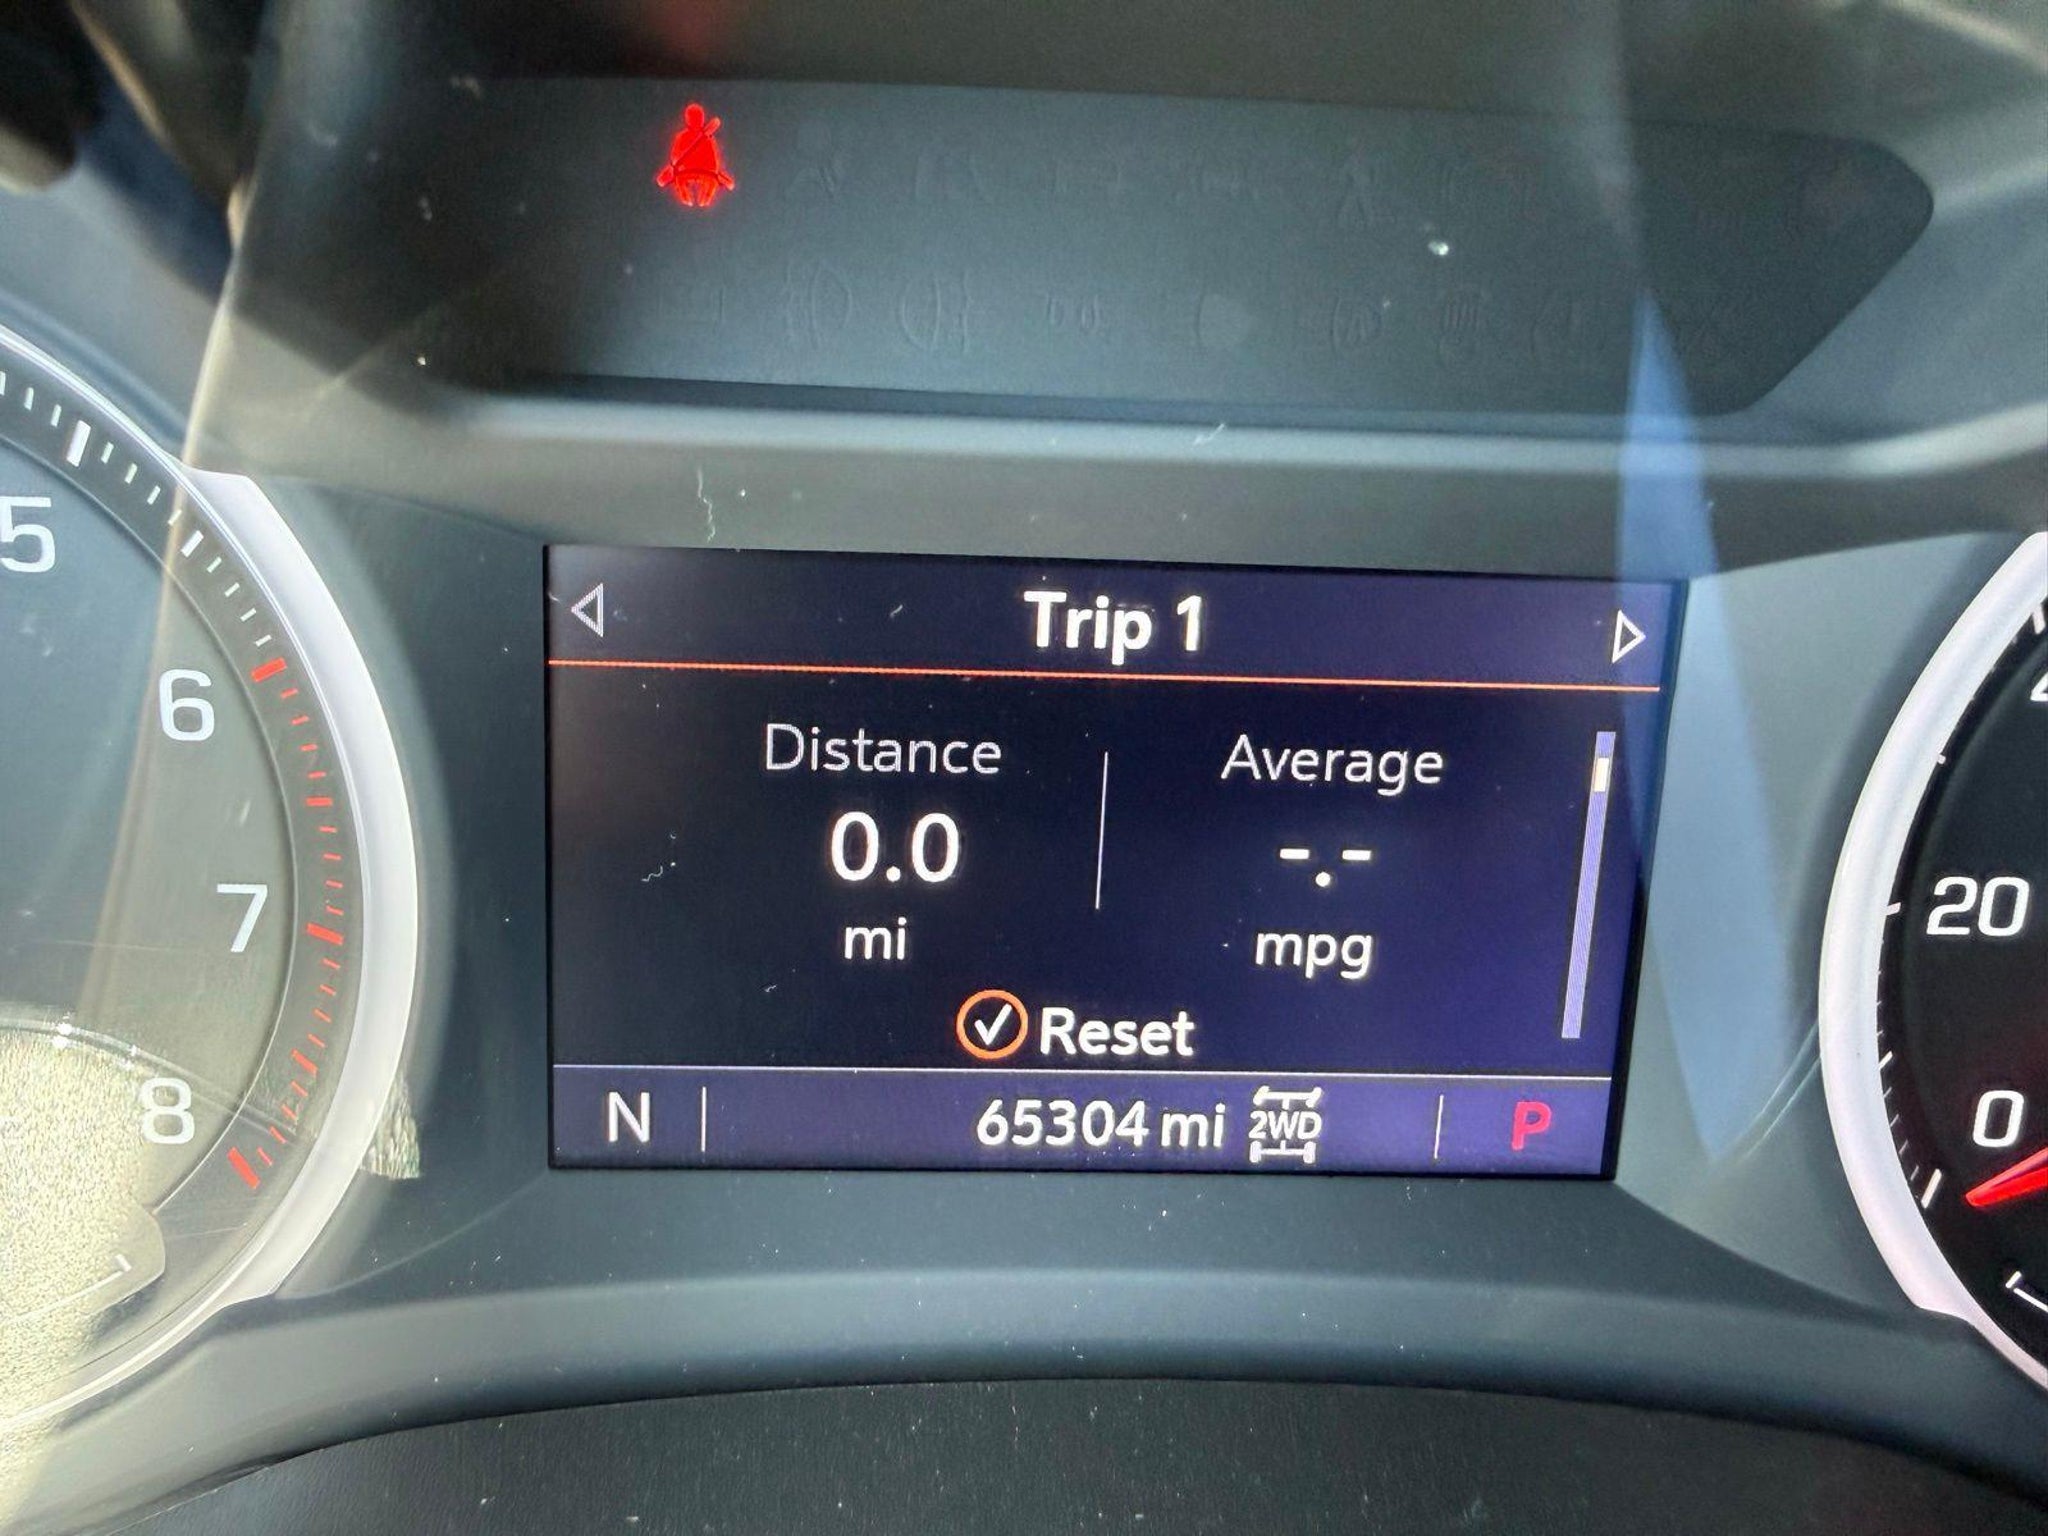 Trip 1
Distance
Average
0.0
-.-
mi
mpg
Reset
N
65304 mi
2WD
P
5
6
7
8
20
0